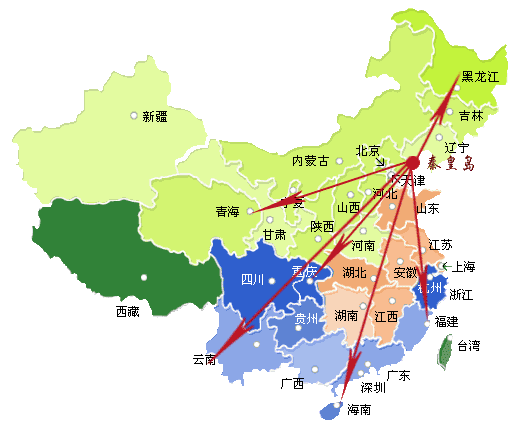 黑龙江
吉林
新疆
辽宁
北京
内蒙古
秦皇岛
天津
河北
宁夏
山西
山东
青海
陕西
甘肃
河南
江苏
上海
安徽
重庆
湖北
四川
杭州
浙江
西藏
贵州
湖南
江西
福建
台湾
云南
广东
广西
深圳
海南